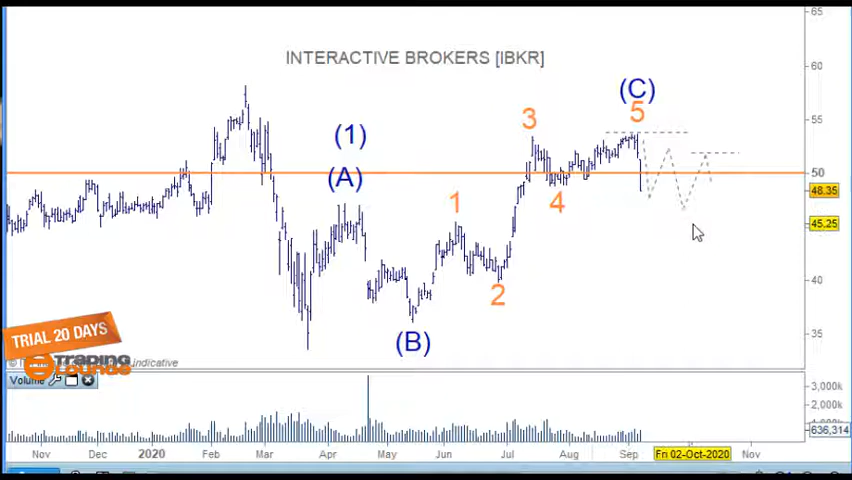 65
INTERACTIVE BROKERS [IBKR]
60
(C)
3
5
55
(1)
(A)
50
48.35
1
4
45.25
2
40
TRIAL 20 DAYS
(B)
35
TRADING
LOUNGE
indicative
Volume
3,000k
2,000k
636,314
Nov Dec 2020 Feb Mar Apr May Jun Jul Aug Sep Fri 02-Oct-2020 Nov